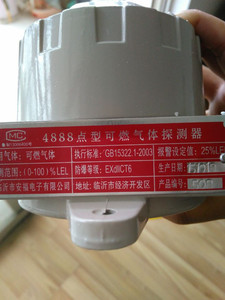 MC
4888点型可燃气体探测器
气体: 可燃气体 执行标准: GB15322.1-2003 报警设定值: 25%LEL
范围: (0-100)%LEL 防爆等级: EXdIICT6 生产日期:
临沂市安福电子有限公司 地址: 临沂市经济开发区 产品编号: